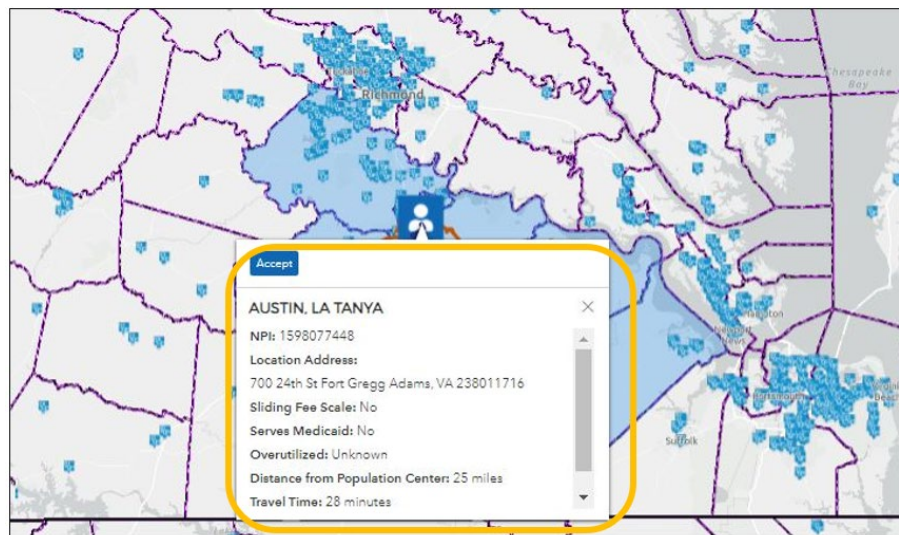 Chesapeake
Bay
Richmond
Accept
AUSTIN, LA TANYA
NPI: 1598077448
Location Address:
700 24th St Fort Gregg Adams, VA 238011716
Sliding Fee Scale: No
Serves Medicaid: No
Overutilized: Unknown
Distance from Population Center: 25 miles
Travel Time: 28 minutes
Hampton
Newport
News
Portsmouth
Beach
Suffolk